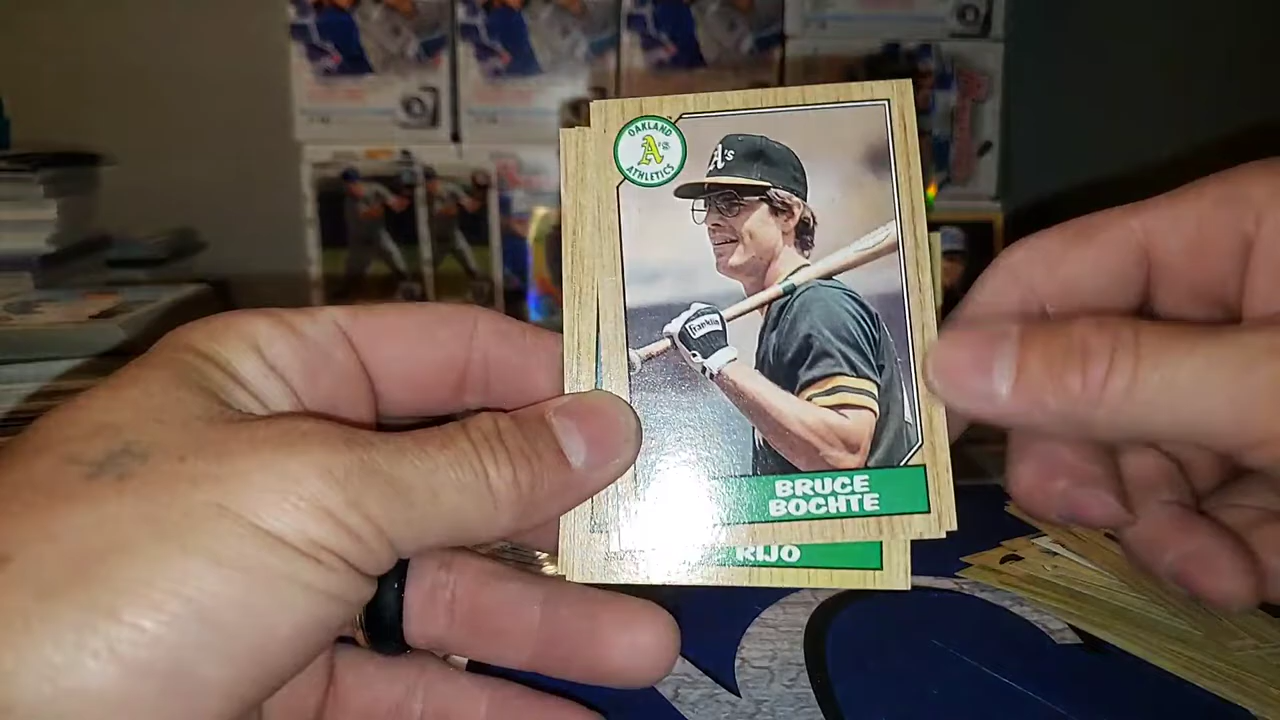 OAKLAND
A's
ATHLETICS
A's
Franklin
BRUCE
BOCHTE
RIJO